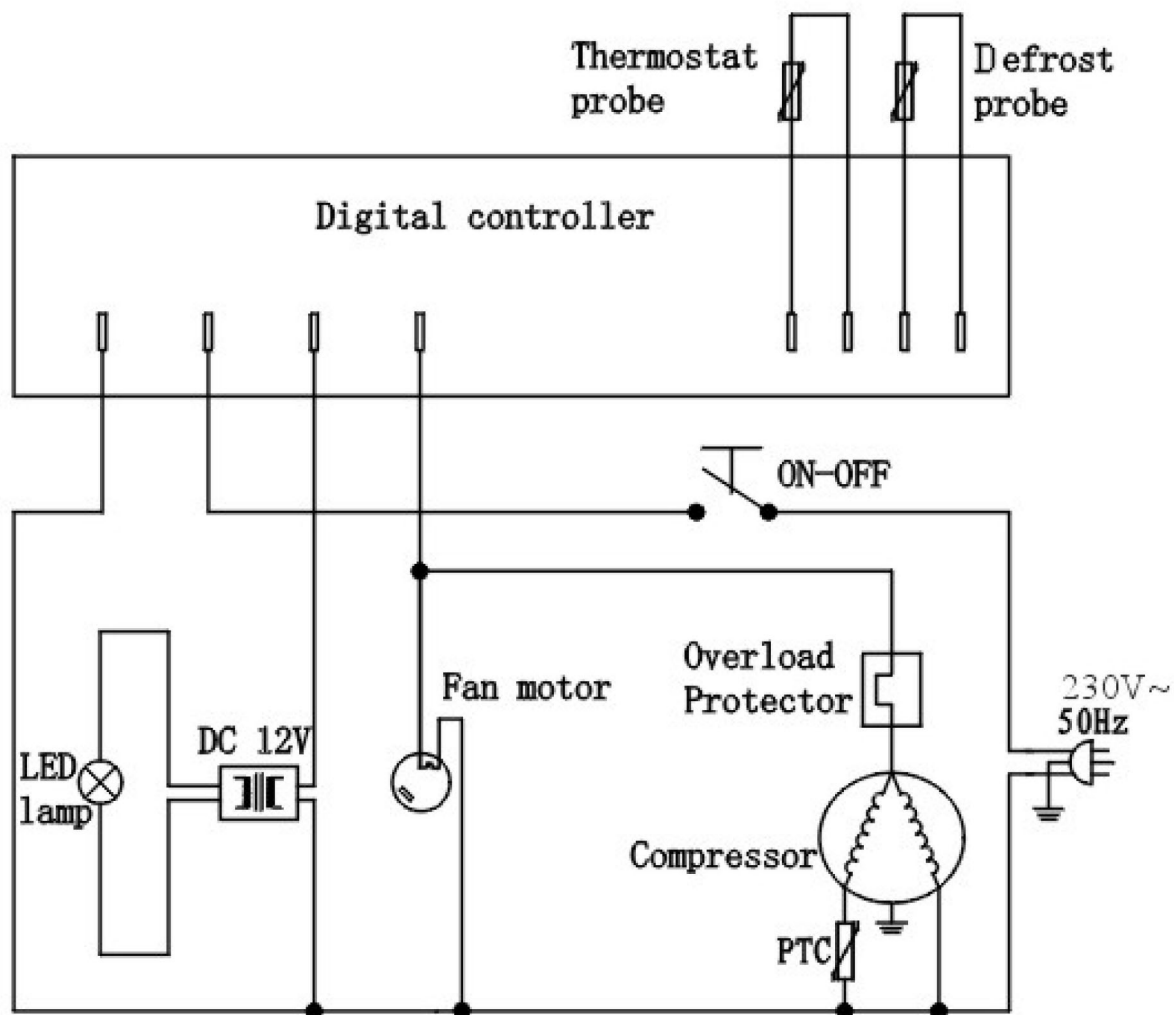 Thermostat
probe
Defrost
probe
Digital controller
ON-OFF
Overload
Protector
Fan motor
230V~
50Hz
DC 12V
LED
lamp
Compressor
PTC